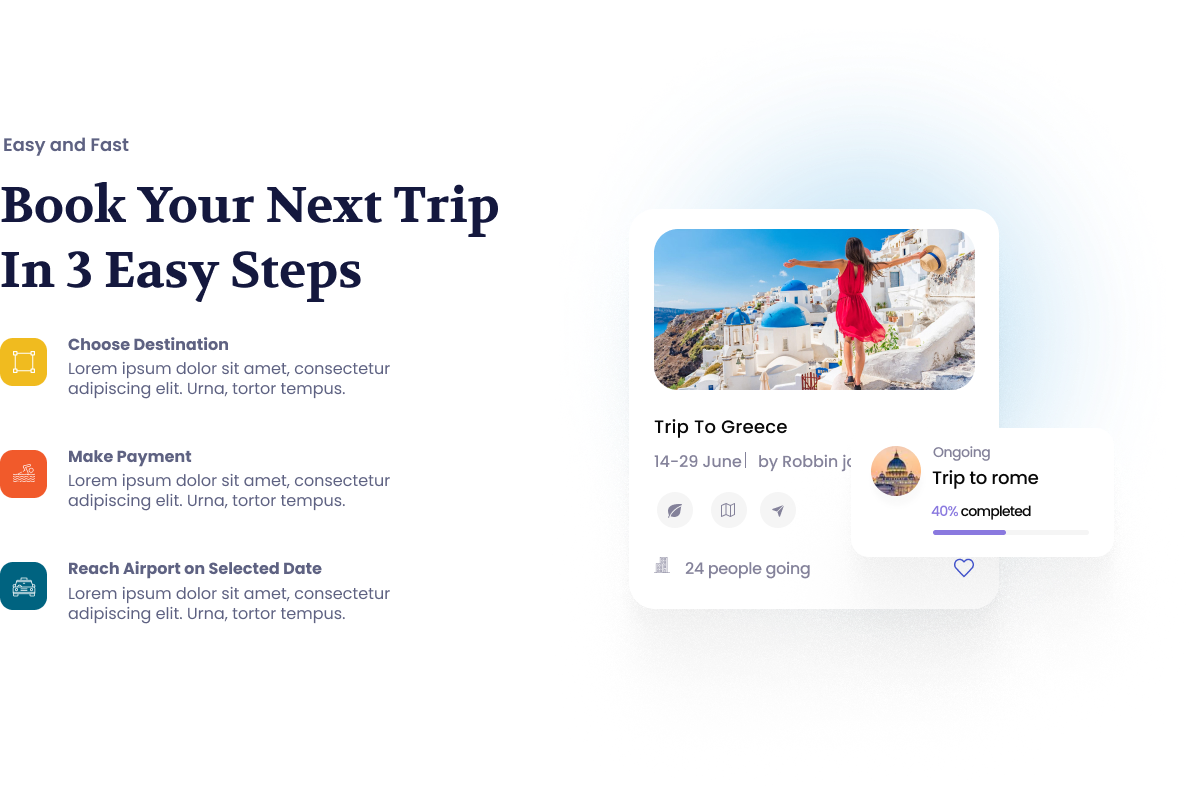 Easy and Fast
Book Your Next Trip
In 3 Easy Steps
Choose Destination
Lorem ipsum dolor sit amet, consectetur
adipiscing elit. Urna, tortor tempus.
Make Payment
Lorem ipsum dolor sit amet, consectetur
adipiscing elit. Urna, tortor tempus.
Reach Airport on Selected Date
Lorem ipsum dolor sit amet, consectetur
adipiscing elit. Urna, tortor tempus.
Trip To Greece
14-29 June| by Robbin
24 people going
Ongoing
Trip to rome
40% completed